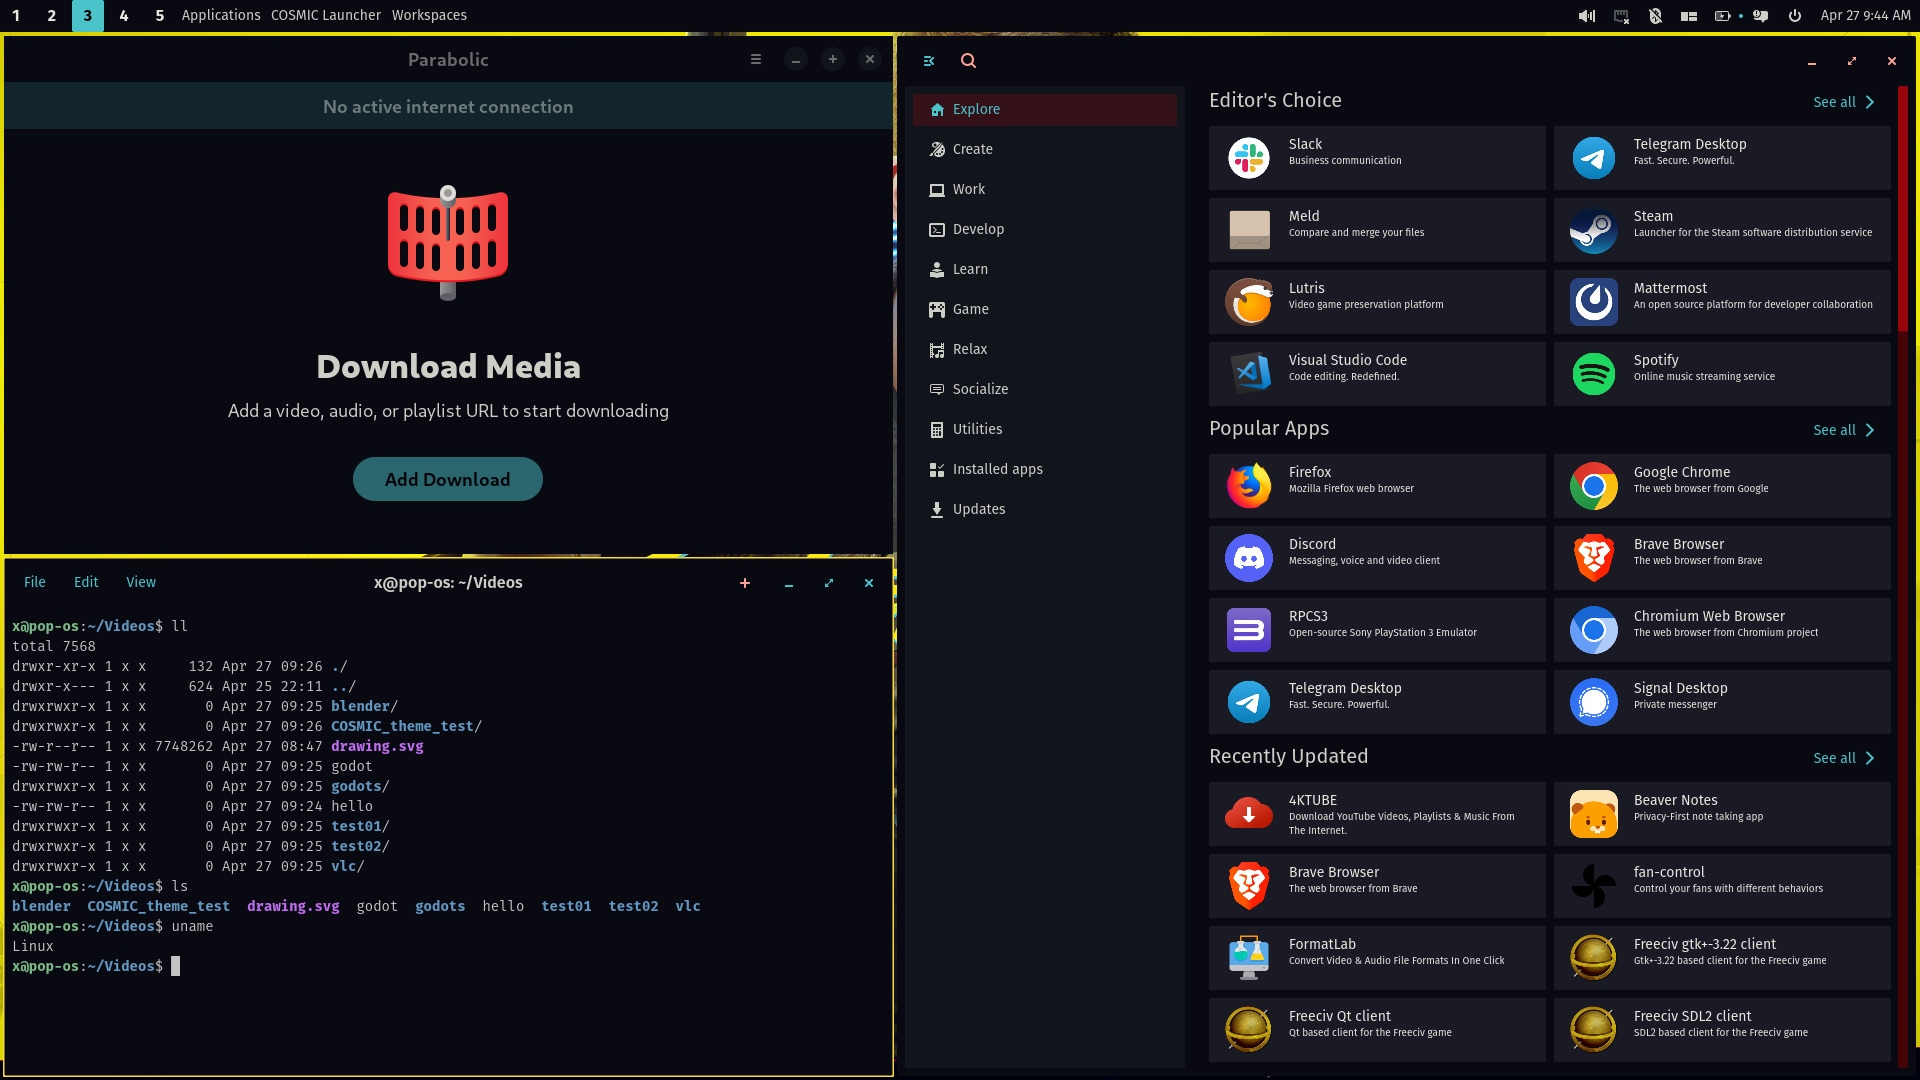 1 2 3 4 5 Applications COSMIC Launcher Workspaces Apr 27 9:44 AM
Parabolic
No active internet connection
Download Media
Add a video, audio, or playlist URL to start downloading
Add Download
File Edit View x@pop-os: ~/Videos
x@pop-os:~/Videos$ ll
total 7568
drwxr-xr-x 1 x x     132 Apr 27 09:26 ./
drwxr-x--- 1 x x     624 Apr 25 22:11 ../
drwxrwxr-x 1 x x       0 Apr 27 09:25 blender/
drwxrwxr-x 1 x x       0 Apr 27 09:26 COSMIC_theme_test/
-rw-r--r-- 1 x x 7748262 Apr 27 08:47 drawing.svg
-rw-rw-r-- 1 x x       0 Apr 27 09:25 godot
drwxrwxr-x 1 x x       0 Apr 27 09:25 godots/
-rw-rw-r-- 1 x x       0 Apr 27 09:24 hello
drwxrwxr-x 1 x x       0 Apr 27 09:25 test01/
drwxrwxr-x 1 x x       0 Apr 27 09:25 test02/
drwxrwxr-x 1 x x       0 Apr 27 09:25 vlc/
x@pop-os:~/Videos$ ls
blender  COSMIC_theme_test  drawing.svg  godot  godots  hello  test01  test02  vlc
x@pop-os:~/Videos$ uname
Linux
x@pop-os:~/Videos$
Explore
Create
Work
Develop
Learn
Game
Relax
Socialize
Utilities
Installed apps
Updates
Editor's Choice See all
Slack
Business communication
Telegram Desktop
Fast. Secure. Powerful.
Meld
Compare and merge your files
Steam
Launcher for the Steam software distribution service
Lutris
Video game preservation platform
Mattermost
An open source platform for developer collaboration
Visual Studio Code
Code editing. Redefined.
Spotify
Online music streaming service
Popular Apps See all
Firefox
Mozilla Firefox web browser
Google Chrome
The web browser from Google
Discord
Messaging, voice and video client
Brave Browser
The web browser from Brave
RPCS3
Open-source Sony PlayStation 3 Emulator
Chromium Web Browser
The web browser from Chromium project
Telegram Desktop
Fast. Secure. Powerful.
Signal Desktop
Private messenger
Recently Updated See all
4KTUBE
Download YouTube Videos, Playlists & Music From
The Internet.
Beaver Notes
Privacy-First note taking app
Brave Browser
The web browser from Brave
fan-control
Control your fans with different behaviors
FormatLab
Convert Video & Audio File Formats In One Click
Freeciv gtk+-3.22 client
Gtk+-3.22 based client for the Freeciv game
Freeciv Qt client
Qt based client for the Freeciv game
Freeciv SDL2 client
SDL2 based client for the Freeciv game